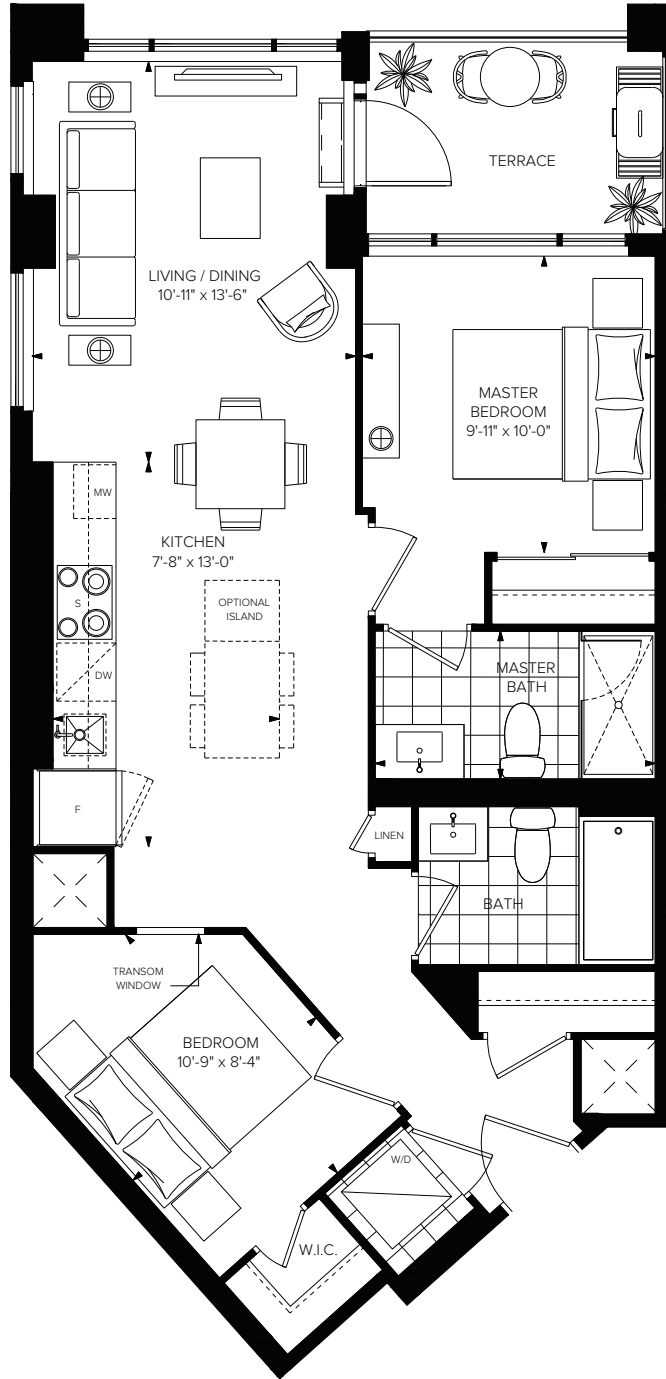 TERRACE
LIVING / DINING
10'-11" x 13'-6"
MASTER
BEDROOM
9'-11" x 10'-0"
MW
KITCHEN
7'-8" x 13'-0"
S
OPTIONAL
ISLAND
DW
MASTER
BATH
F
LINEN
BATH
TRANSOM
WINDOW
BEDROOM
10'-9" x 8'-4"
W/D
W.I.C.